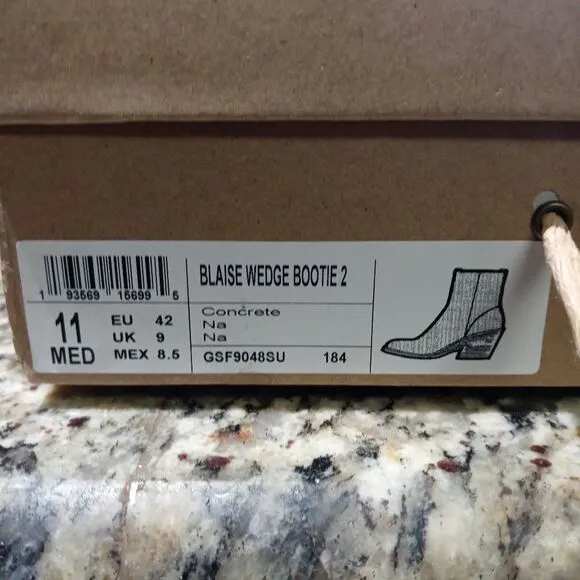 1 93569 15699 5
BLAISE WEDGE BOOTIE 2
11
MED
EU 42
UK 9
MEX 8.5
Concrete
Na
Na
GSF9048SU 184